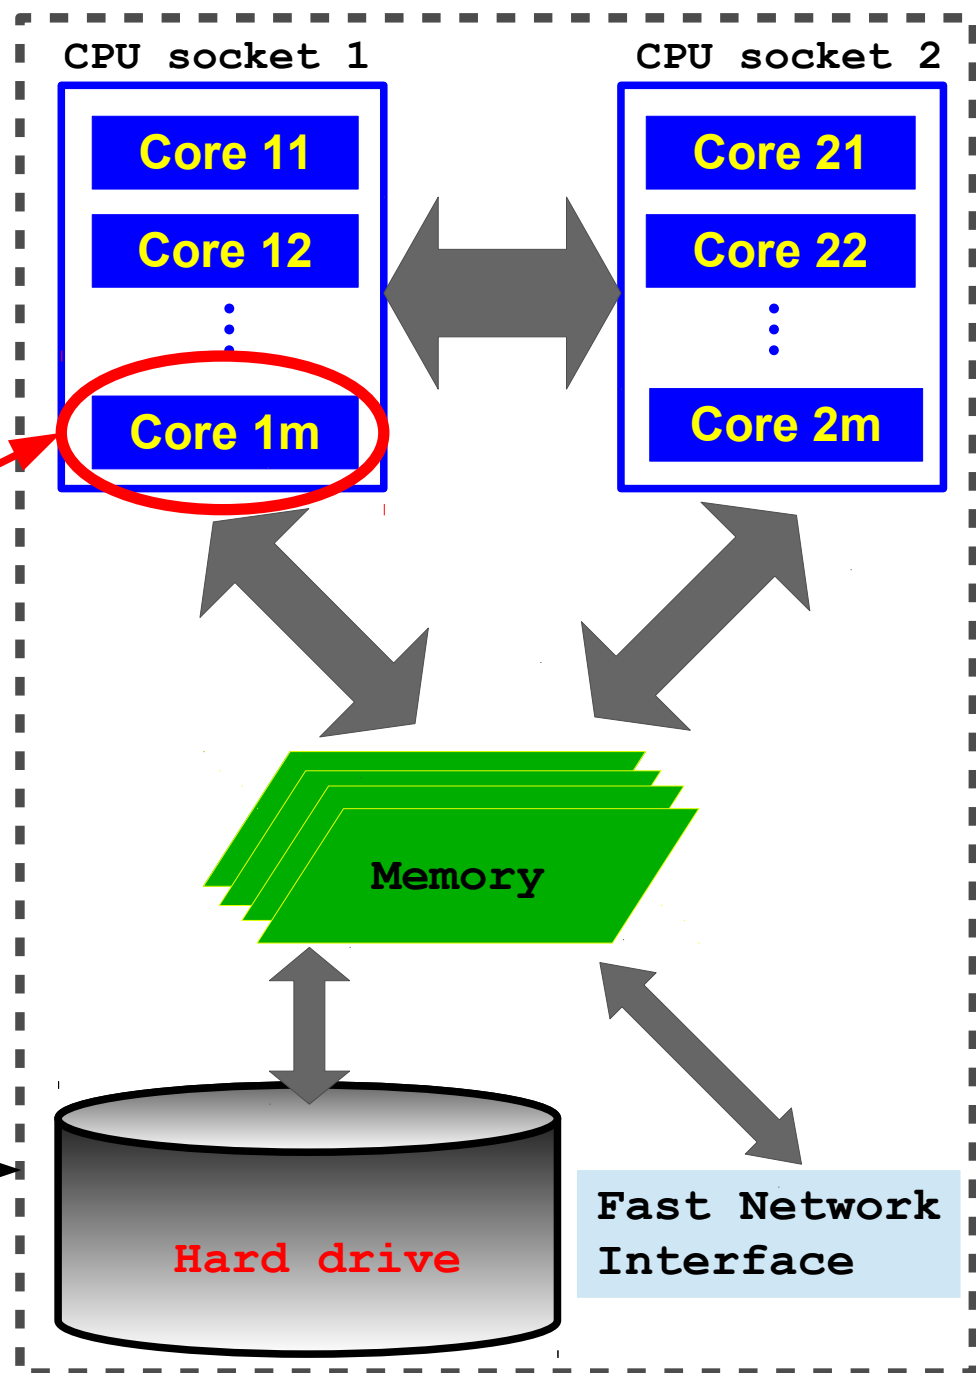 CPU socket 1
CPU socket 2
Core 11
Core 21
Core 12
Core 22
Core 1m
Core 2m
Memory
Hard drive
Fast Network
Interface